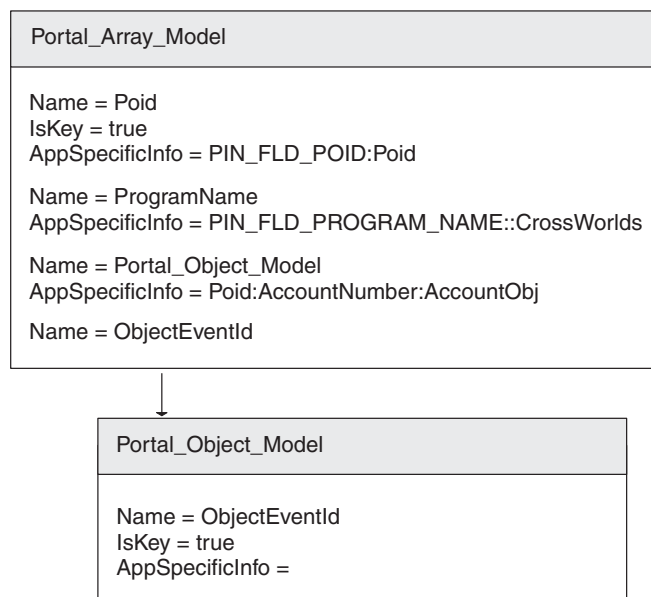 Portal_Array_Model
Name = Poid
IsKey = true
AppSpecificInfo = PIN_FLD_POID:Poid
Name = ProgramName
AppSpecificInfo = PIN_FLD_PROGRAM_NAME::CrossWorlds
Name = Portal_Object_Model
AppSpecificInfo = Poid:AccountNumber:AccountObj
Name = ObjectEventId
Portal_Object_Model
Name = ObjectEventId
IsKey = true
AppSpecificInfo =